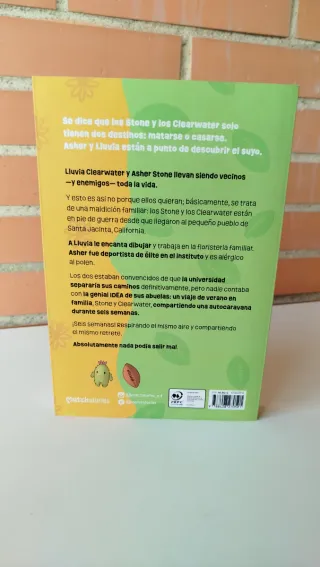 Se dice que los Stone y los Clearwater solo
tienen dos destinos: matarse o casarse.
Asher y Lluvia están a punto de descubrir el suyo.
Lluvia Clearwater y Asher Stone llevan siendo vecinos
—y enemigos— toda la vida.
Y esto es así no porque ellos quieran; básicamente, se trata
de una maldición familiar: los Stone y los Clearwater están
en pie de guerra desde que llegaron al pequeño pueblo de
Santa Jacinta, California.
A Lluvia le encanta dibujar y trabaja en la floristería familiar.
Asher fue deportista de élite en el instituto y es alérgico
al polen.
Los dos estaban convencidos de que la universidad
separaría sus caminos definitivamente, pero nadie contaba
con la genial IDEA de sus abuelas: un viaje de verano en
familia, Stone y Clearwater, compartiendo una autocaravana
durante seis semanas.
¡Seis semanas! Respirando el mismo aire y compartiendo
el mismo retrete.
Absolutamente nada podía salir mal.